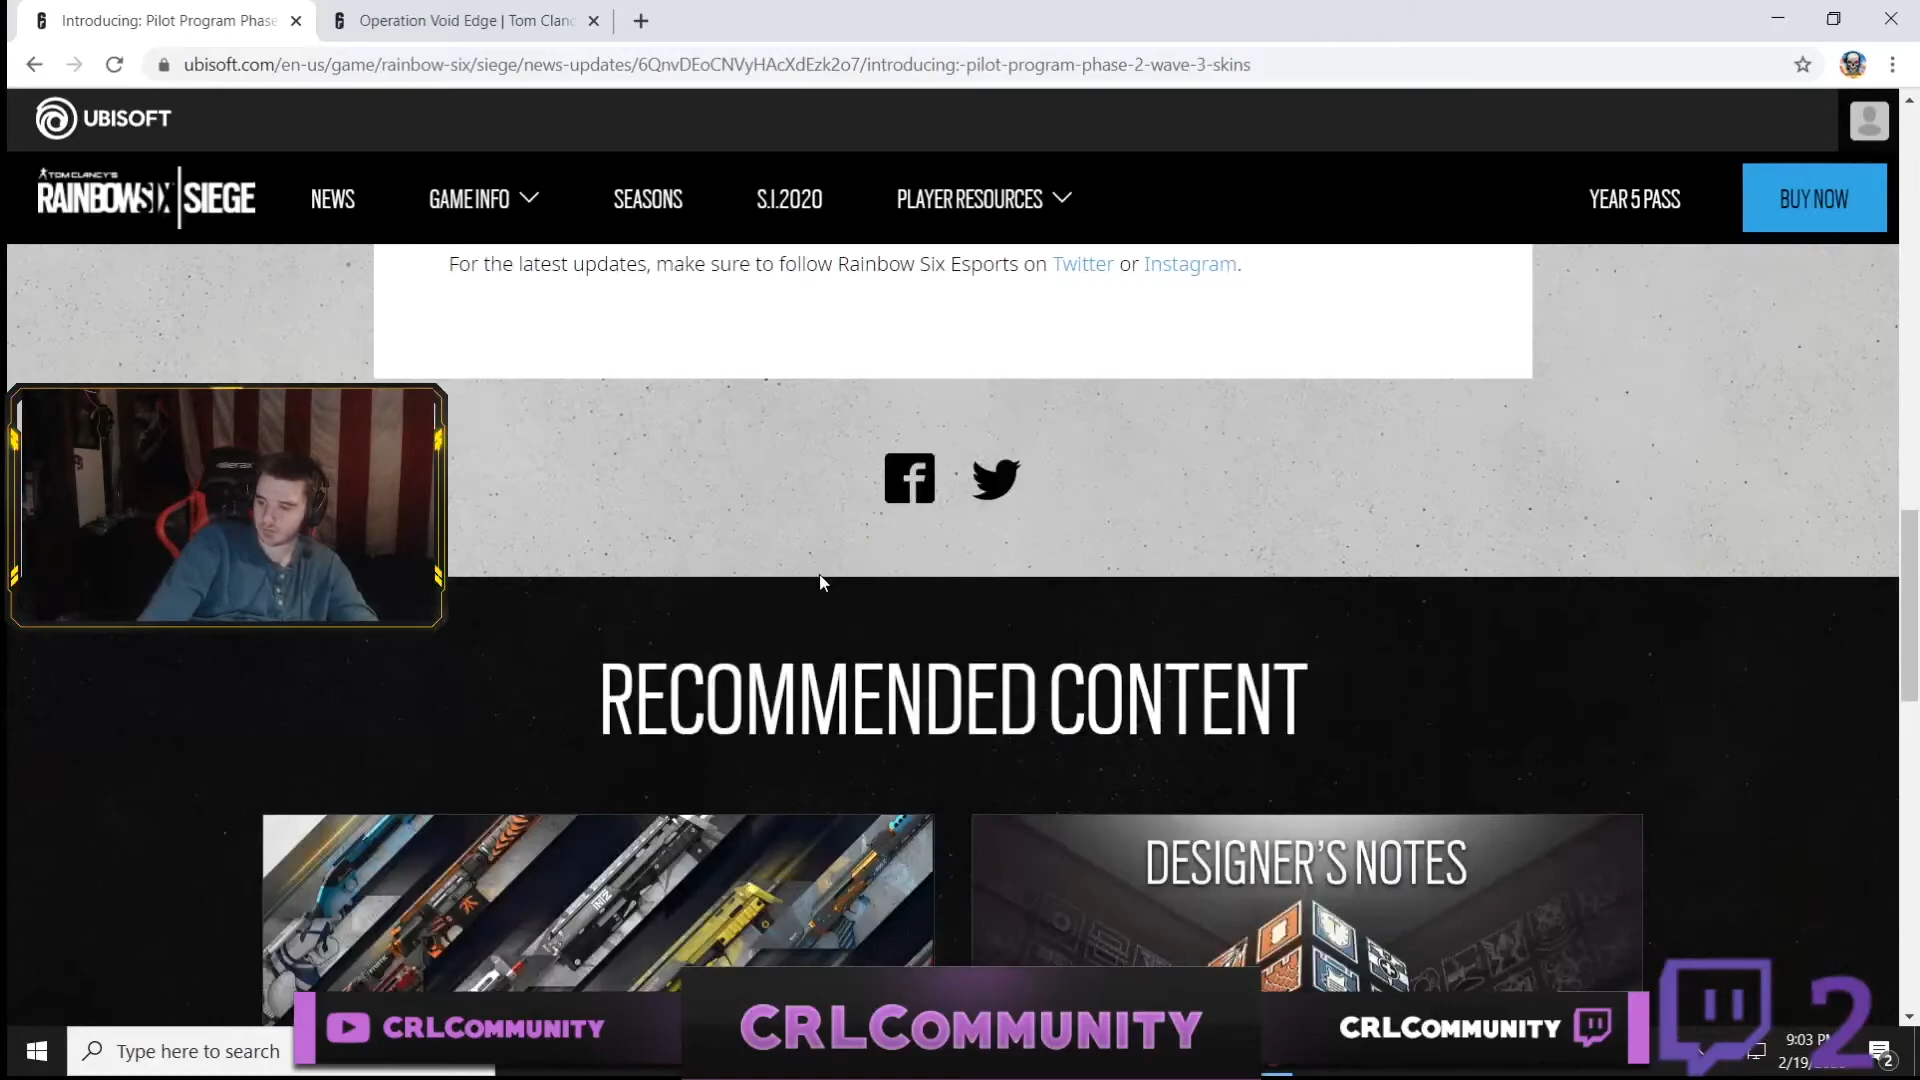 Introducing: Pilot Program Phase
Operation Void Edge | Tom Clanc
ubisoft.com/en-us/game/rainbow-six/siege/news-updates/6QnvDEoCNVyHAcXdEzk2o7/introducing:-pilot-program-phase-2-wave-3-skins
UBISOFT
TOM CLANCY'S
RAINBOW SIX | SIEGE
NEWS
GAME INFO
SEASONS
S.I.2020
PLAYER RESOURCES
YEAR 5 PASS
BUY NOW
For the latest updates, make sure to follow Rainbow Six Esports on Twitter or Instagram.
RECOMMENDED CONTENT
DESIGNER'S NOTES
CRLCOMMUNITY
CRLCOMMUNITY
CRLCOMMUNITY
2
Type here to search
9:03 PM
2/19/
2